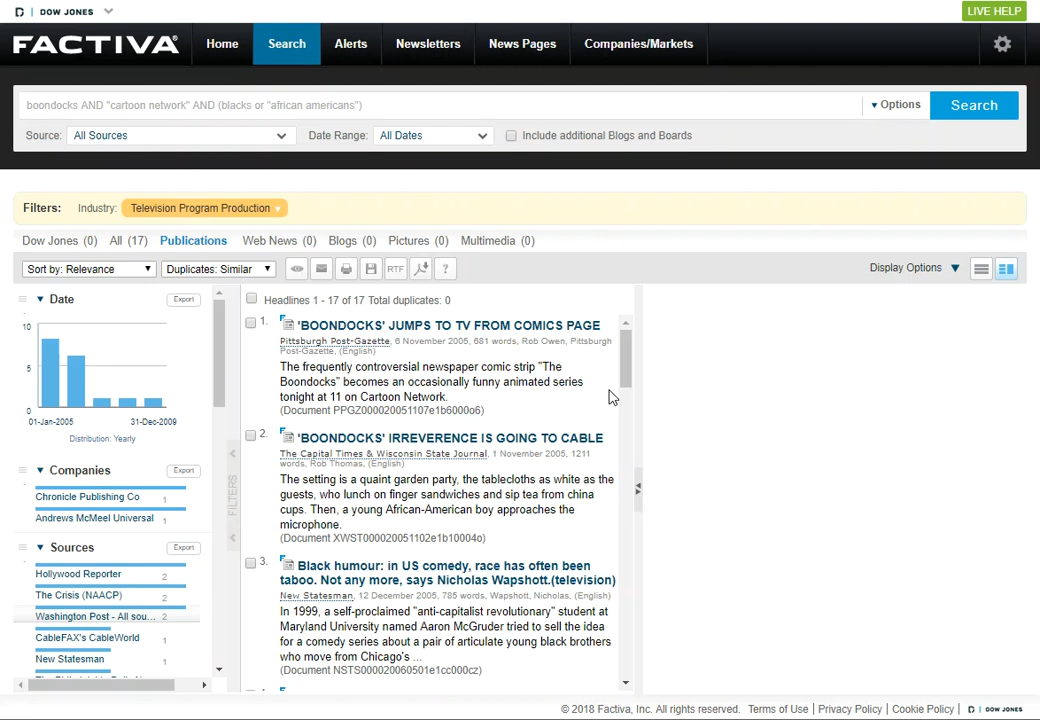 DOW JONES
LIVE HELP
FACTIVA Home Search Alerts Newsletters News Pages Companies/Markets
boondocks AND "cartoon network" AND (blacks or "african americans")
Options
Search
Source: All Sources Date Range: All Dates Include additional Blogs and Boards
Filters: Industry: Television Program Production
Dow Jones (0) All (17) Publications Web News (0) Blogs (0) Pictures (0) Multimedia (0)
Sort by: Relevance Duplicates: Similar RTF ? Display Options
Date Export
10
5
0
01-Jan-2005 31-Dec-2009
Distribution: Yearly
Companies Export
Chronicle Publishing Co 1
Andrews McMeel Universal 1
Sources Export
Hollywood Reporter 2
The Crisis (NAACP) 2
Washington Post - All sou... 2
CableFAX's CableWorld 1
New Statesman 1
FILTERS
Headlines 1 - 17 of 17 Total duplicates: 0
1. 'BOONDOCKS' JUMPS TO TV FROM COMICS PAGE
Pittsburgh Post-Gazette, 6 November 2005, 681 words, Rob Owen, Pittsburgh
Post-Gazette, (English)
The frequently controversial newspaper comic strip "The
Boondocks" becomes an occasionally funny animated series
tonight at 11 on Cartoon Network.
(Document PPGZ000020051107e1b6000o6)
2. 'BOONDOCKS' IRREVERENCE IS GOING TO CABLE
The Capital Times & Wisconsin State Journal, 1 November 2005, 1211
words, Rob Thomas, (English)
The setting is a quaint garden party, the tablecloths as white as the
guests, who lunch on finger sandwiches and sip tea from china
cups. Then, a young African-American boy approaches the
microphone.
(Document XWST000020051102e1b10004o)
3. Black humour: in US comedy, race has often been
taboo. Not any more, says Nicholas Wapshott.(television)
New Statesman, 12 December 2005, 785 words, Wapshott, Nicholas, (English)
In 1999, a self-proclaimed "anti-capitalist revolutionary" student at
Maryland University named Aaron McGruder tried to sell the idea
for a comedy series about a pair of articulate young black brothers
who move from Chicago's ...
(Document NSTS000020060501e1cc000cz)
© 2018 Factiva, Inc. All rights reserved. Terms of Use | Privacy Policy | Cookie Policy | DOW JONES